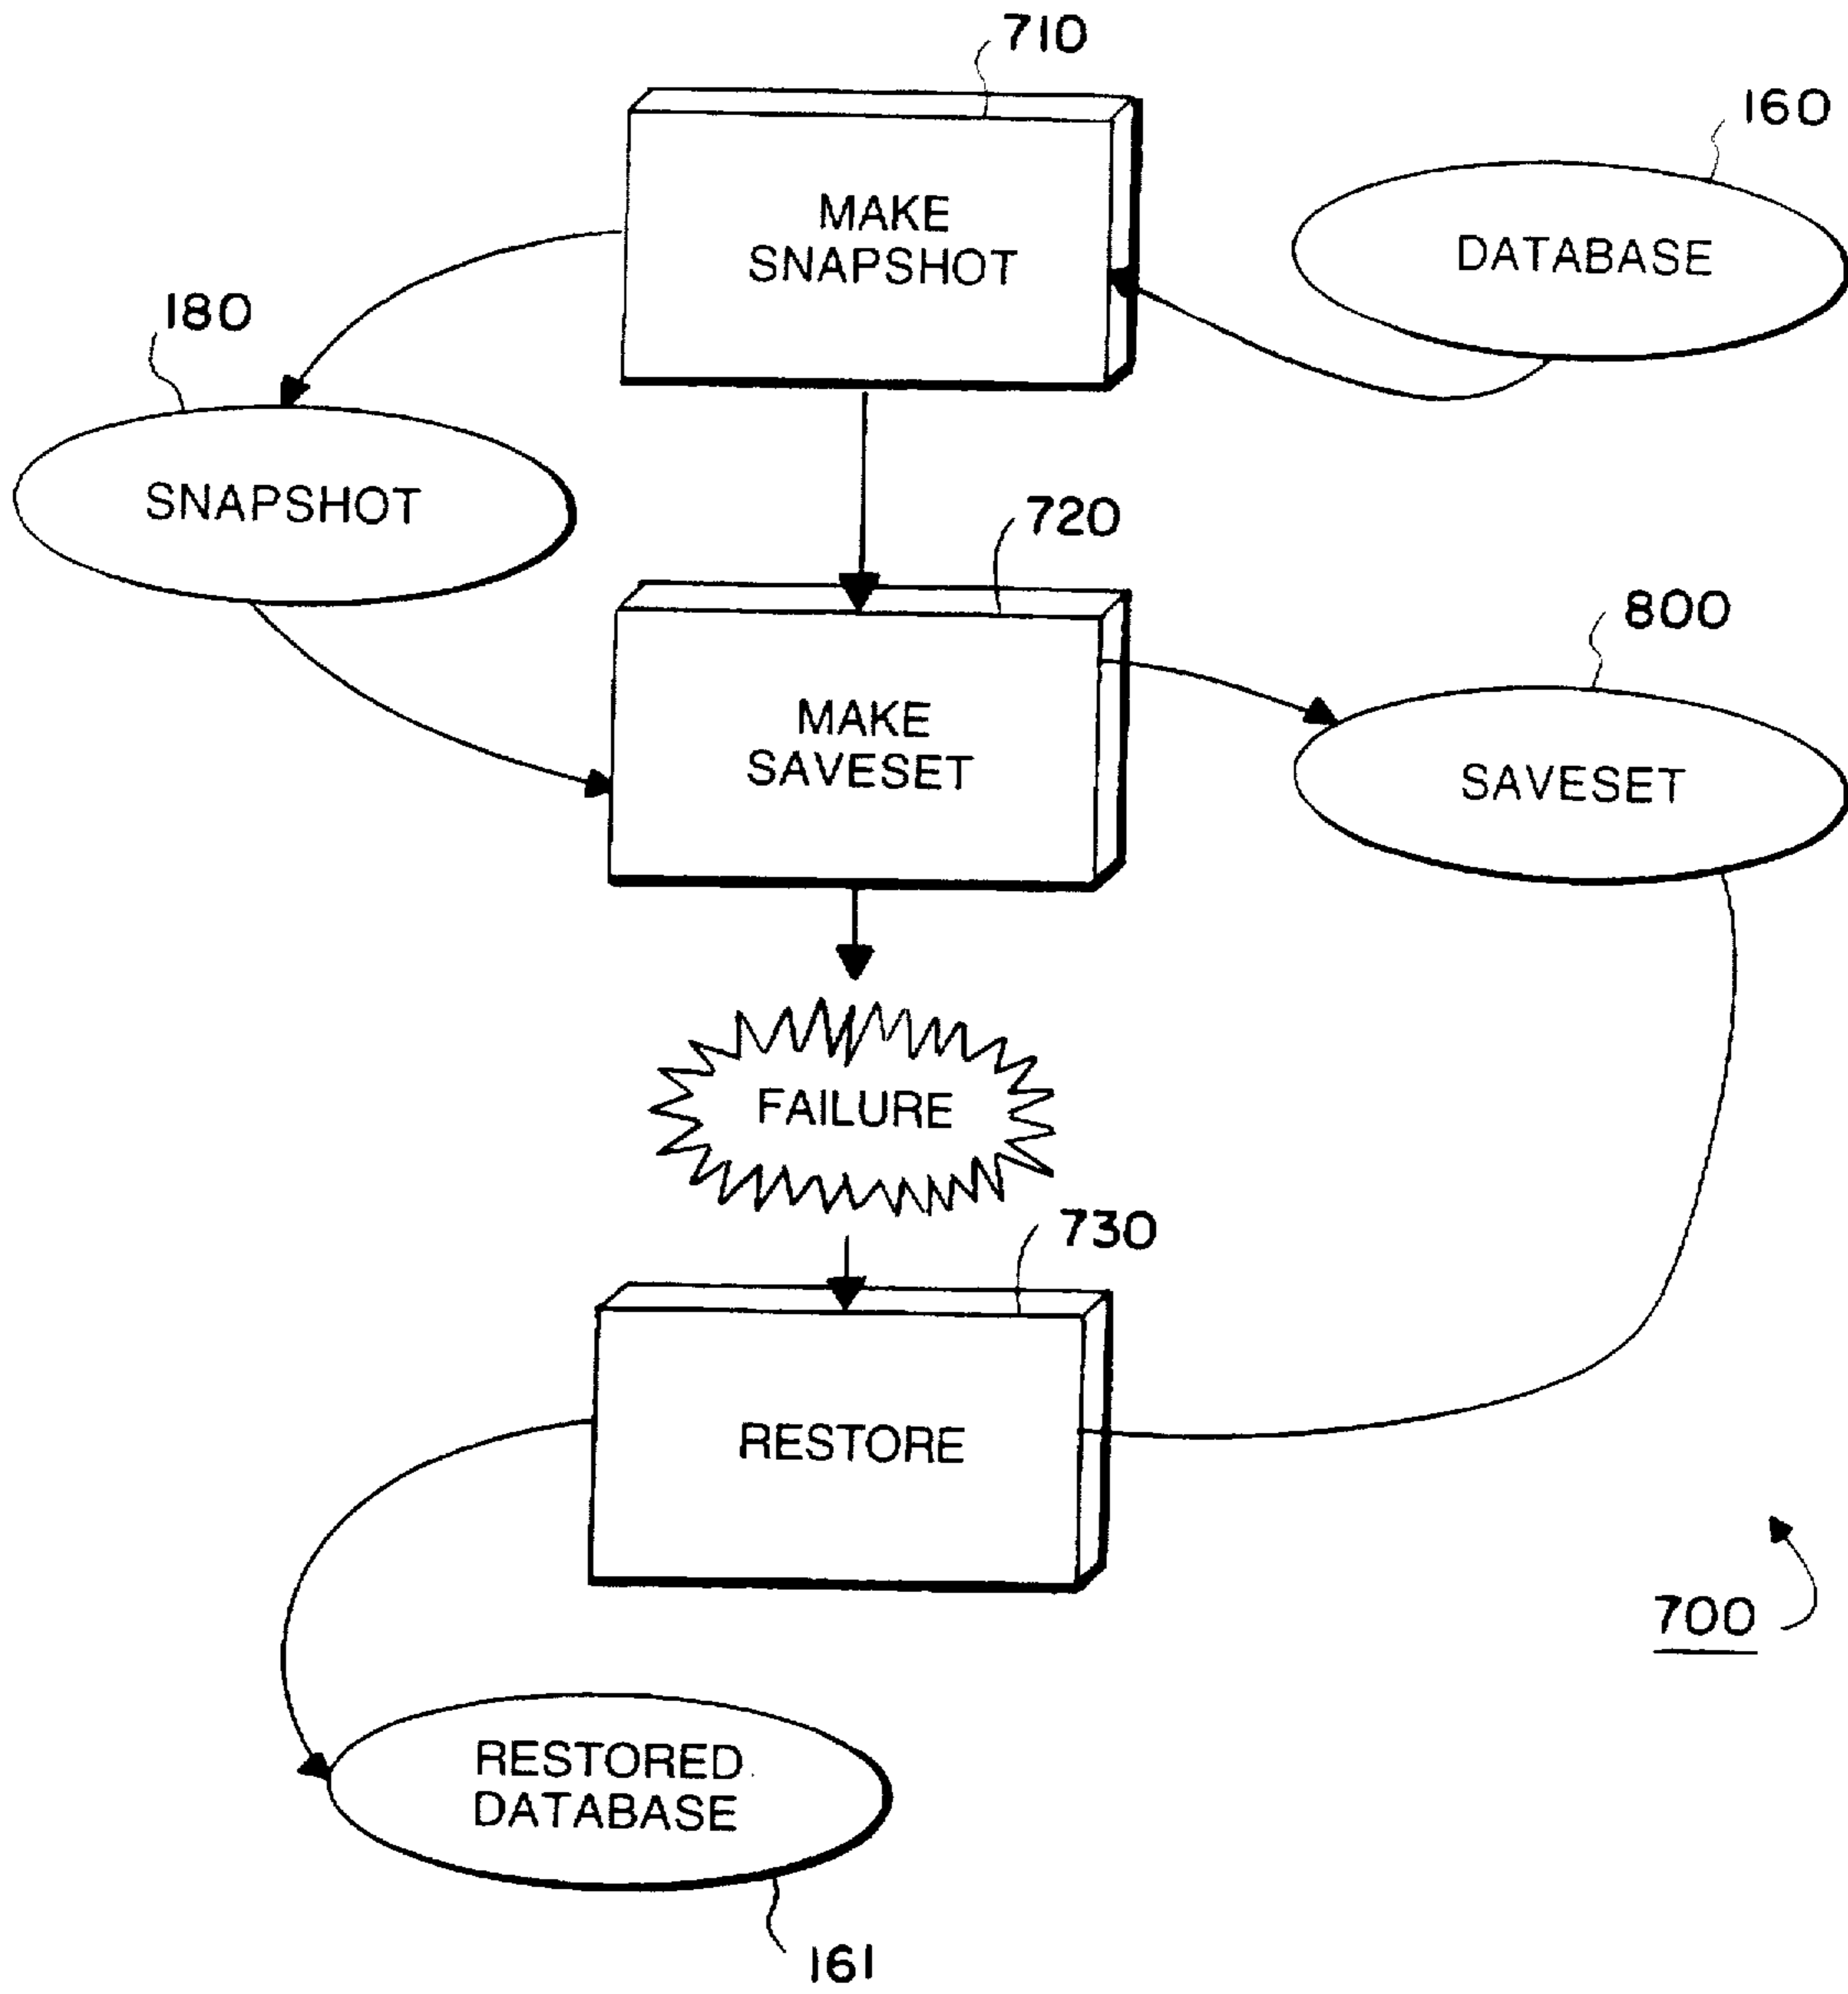 710
160
MAKE
SNAPSHOT
DATABASE
180
SNAPSHOT
720
800
MAKE
SAVESET
SAVESET
FAILURE
730
RESTORE
700
RESTORED
DATABASE
161